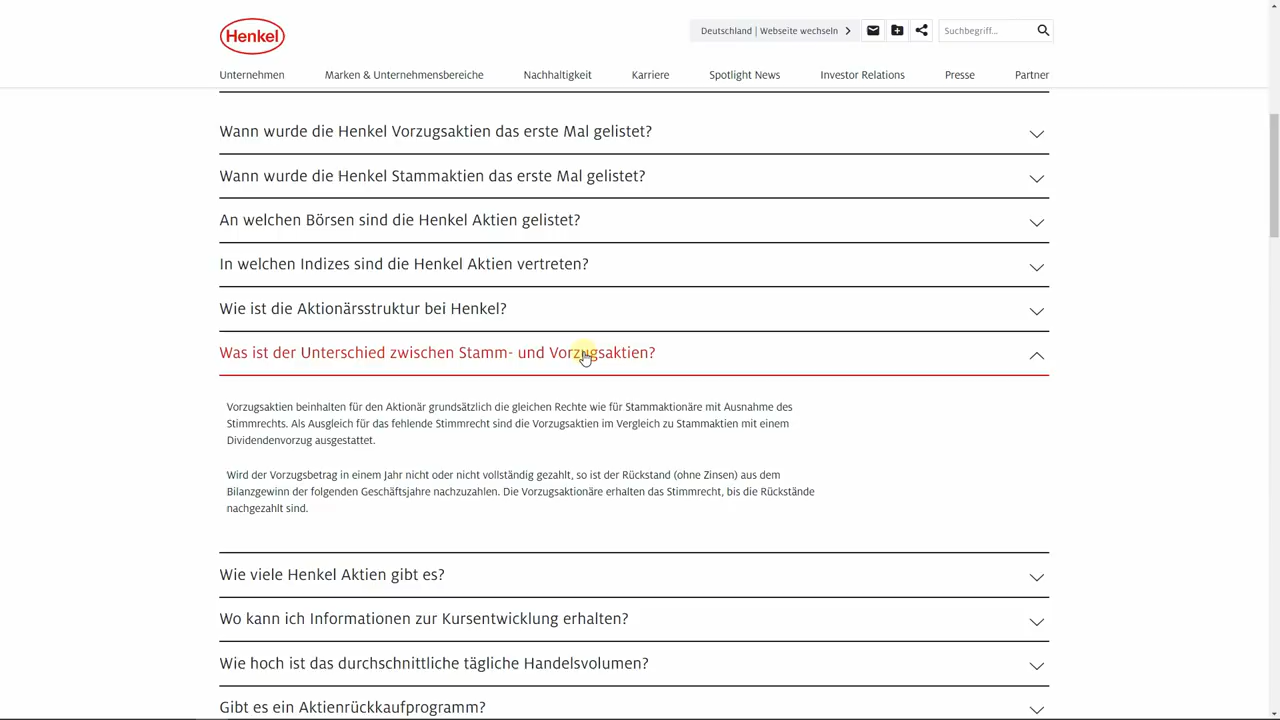 Henkel
Deutschland | Webseite wechseln
Suchbegriff...
Unternehmen Marken & Unternehmensbereiche Nachhaltigkeit Karriere Spotlight News Investor Relations Presse Partner
Wann wurde die Henkel Vorzugsaktien das erste Mal gelistet?
Wann wurde die Henkel Stammaktien das erste Mal gelistet?
An welchen Börsen sind die Henkel Aktien gelistet?
In welchen Indizes sind die Henkel Aktien vertreten?
Wie ist die Aktionärsstruktur bei Henkel?
Was ist der Unterschied zwischen Stamm- und Vorzugsaktien?
Vorzugsaktien beinhalten für den Aktionär grundsätzlich die gleichen Rechte wie für Stammaktionäre mit Ausnahme des
Stimmrechts. Als Ausgleich für das fehlende Stimmrecht sind die Vorzugsaktien im Vergleich zu Stammaktien mit einem
Dividendenvorzug ausgestattet.
Wird der Vorzugsbetrag in einem Jahr nicht oder nicht vollständig gezahlt, so ist der Rückstand (ohne Zinsen) aus dem
Bilanzgewinn der folgenden Geschäftsjahre nachzuzahlen. Die Vorzugsaktionäre erhalten das Stimmrecht, bis die Rückstände
nachgezahlt sind.
Wie viele Henkel Aktien gibt es?
Wo kann ich Informationen zur Kursentwicklung erhalten?
Wie hoch ist das durchschnittliche tägliche Handelsvolumen?
Gibt es ein Aktienrückkaufprogramm?